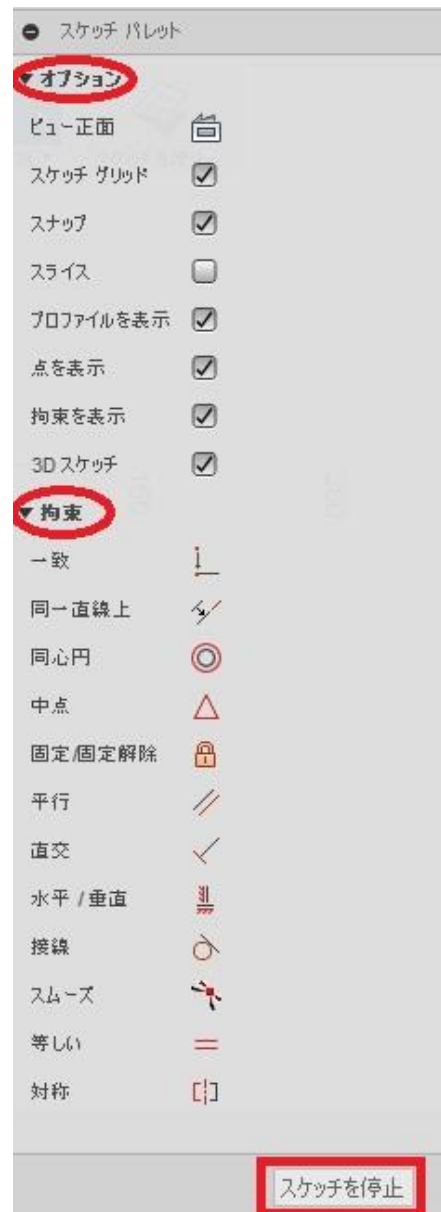 スケッチ パレット
オプション
ビュー正面
スケッチ グリッド
スナップ
スライス
プロファイルを表示
点を表示
拘束を表示
3D スケッチ
拘束
一致
同一直線上
同心円
中点
固定/固定解除
平行
直交
水平 / 垂直
接線
スムーズ
等しい
対称
スケッチを停止